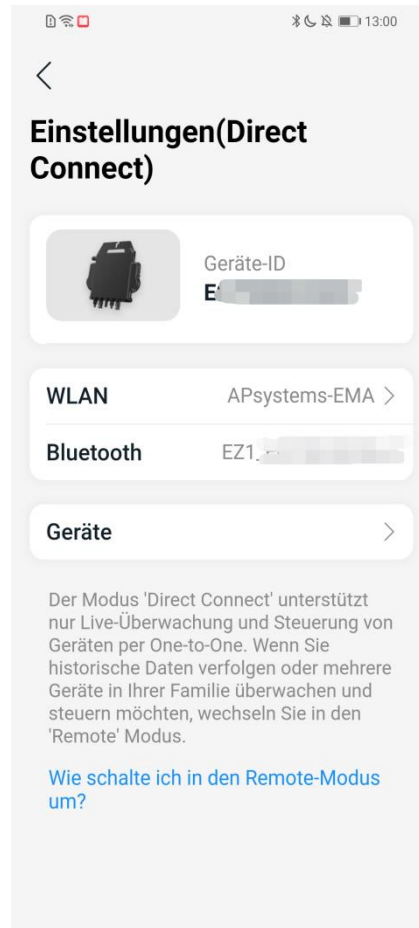 13:00
Einstellungen(Direct
Connect)
Geräte-ID
E
WLAN APsystems-EMA
Bluetooth EZ1_
Geräte
Der Modus 'Direct Connect' unterstützt
nur Live-Überwachung und Steuerung von
Geräten per One-to-One. Wenn Sie
historische Daten verfolgen oder mehrere
Geräte in Ihrer Familie überwachen und
steuern möchten, wechseln Sie in den
'Remote' Modus.
Wie schalte ich in den Remote-Modus
um?